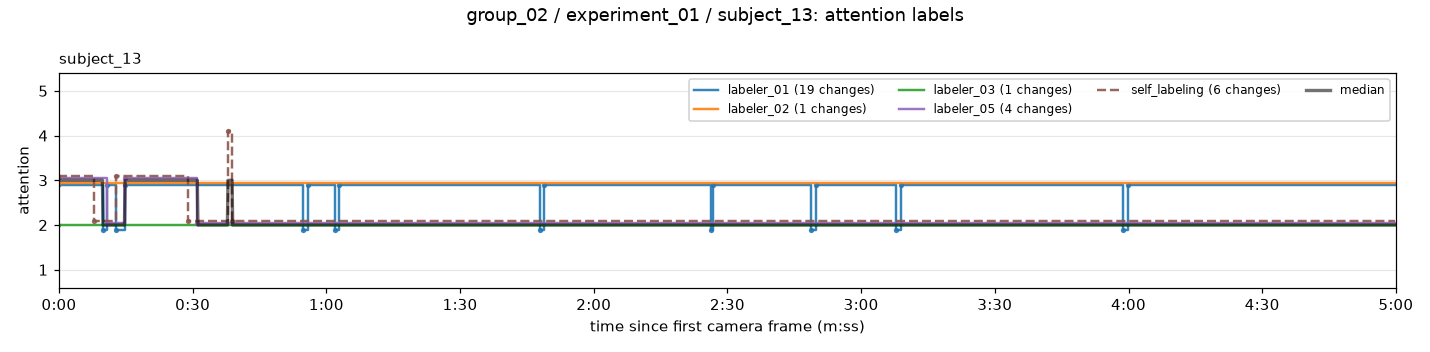 group_02 / experiment_01 / subject_13: attention labels
subject_13
labeler_01 (19 changes)
labeler_02 (1 changes)
labeler_03 (1 changes)
labeler_05 (4 changes)
self_labeling (6 changes)
median
attention
5
4
3
2
1
0:00 0:30 1:00 1:30 2:00 2:30 3:00 3:30 4:00 4:30 5:00
time since first camera frame (m:ss)